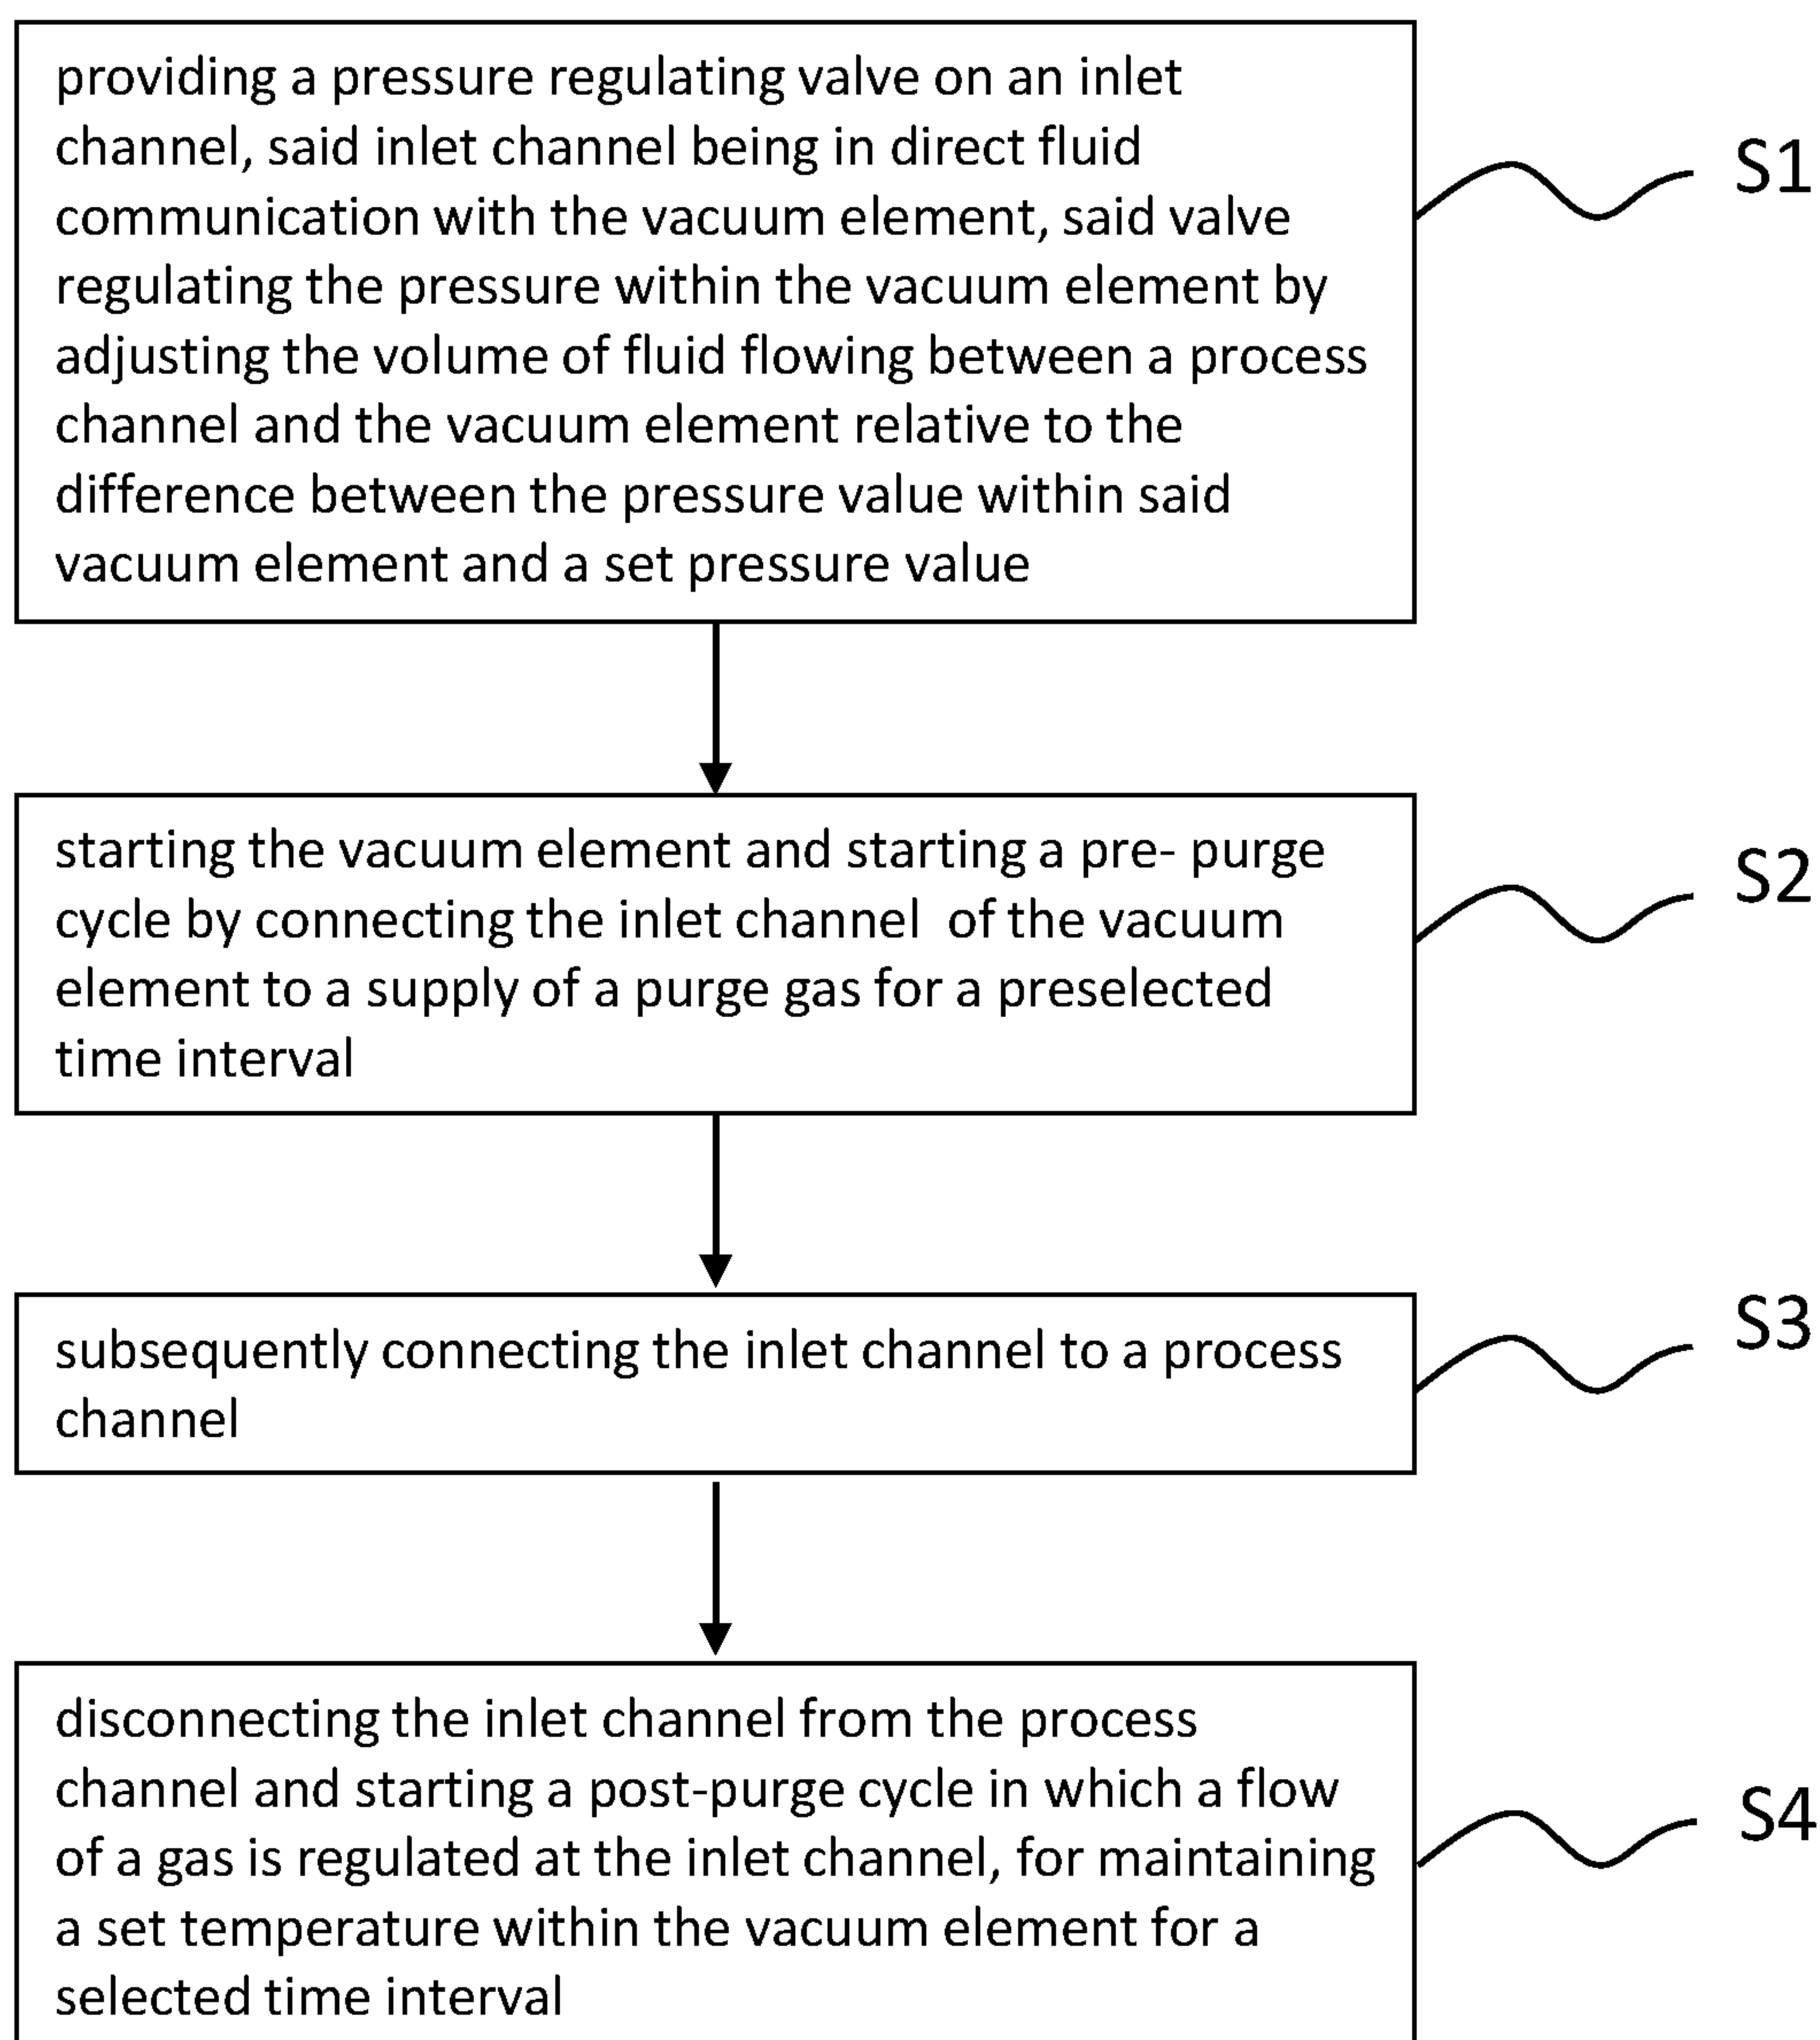 providing a pressure regulating valve on an inlet
channel, said inlet channel being in direct fluid
communication with the vacuum element, said valve
regulating the pressure within the vacuum element by
adjusting the volume of fluid flowing between a process
channel and the vacuum element relative to the
difference between the pressure value within said
vacuum element and a set pressure value
S1
starting the vacuum element and starting a pre- purge
cycle by connecting the inlet channel  of the vacuum
element to a supply of a purge gas for a preselected
time interval
S2
subsequently connecting the inlet channel to a process
channel
S3
disconnecting the inlet channel from the process
channel and starting a post-purge cycle in which a flow
of a gas is regulated at the inlet channel, for maintaining
a set temperature within the vacuum element for a
selected time interval
S4